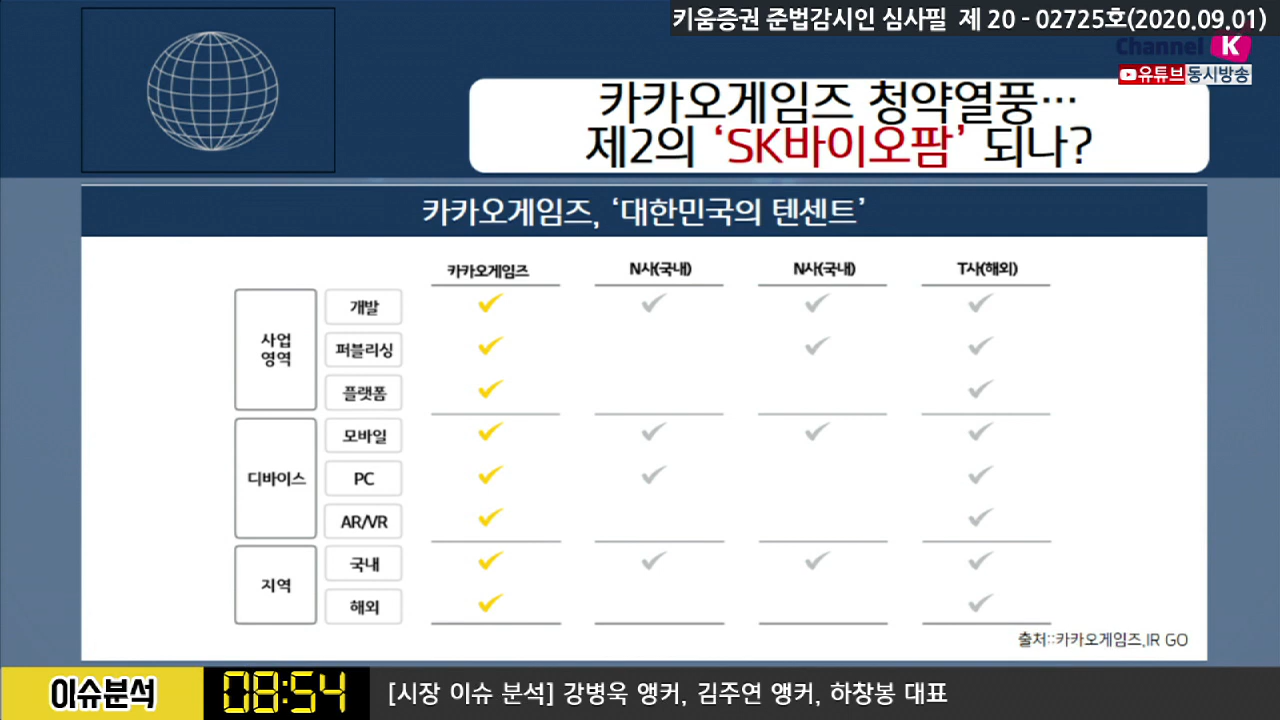 키움증권 준법감시인 심사필 제 20 - 02725호(2020.09.01)
Channel K
유튜브동시방송
카카오게임즈 청약열풍…
제2의 ‘SK바이오팜’ 되나?
카카오게임즈, ‘대한민국의 텐센트’
카카오게임즈 N사(국내) N사(국내) T사(해외)
사업
영역
개발
퍼블리싱
플랫폼
디바이스
모바일
PC
AR/VR
지역
국내
해외
출처::카카오게임즈,IR GO
이슈분석 08:54 [시장 이슈 분석] 강병욱 앵커, 김주연 앵커, 하창봉 대표